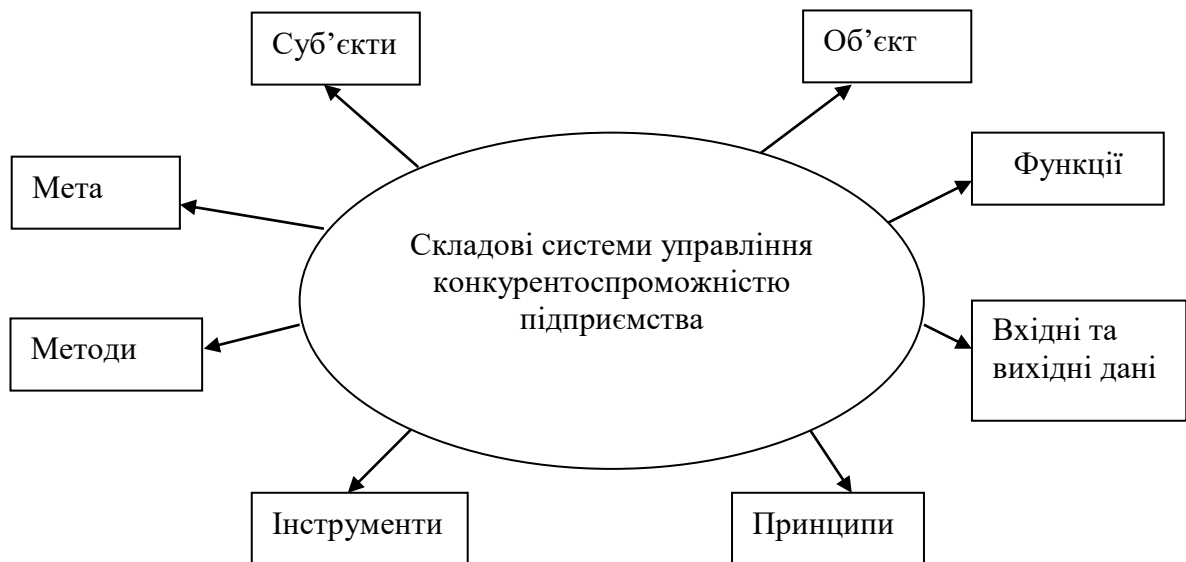 Суб’єкти
Об’єкт
Функції
Мета
Складові системи управління
конкурентоспроможністю
підприємства
Методи
Вхідні та
вихідні дані
Інструменти
Принципи